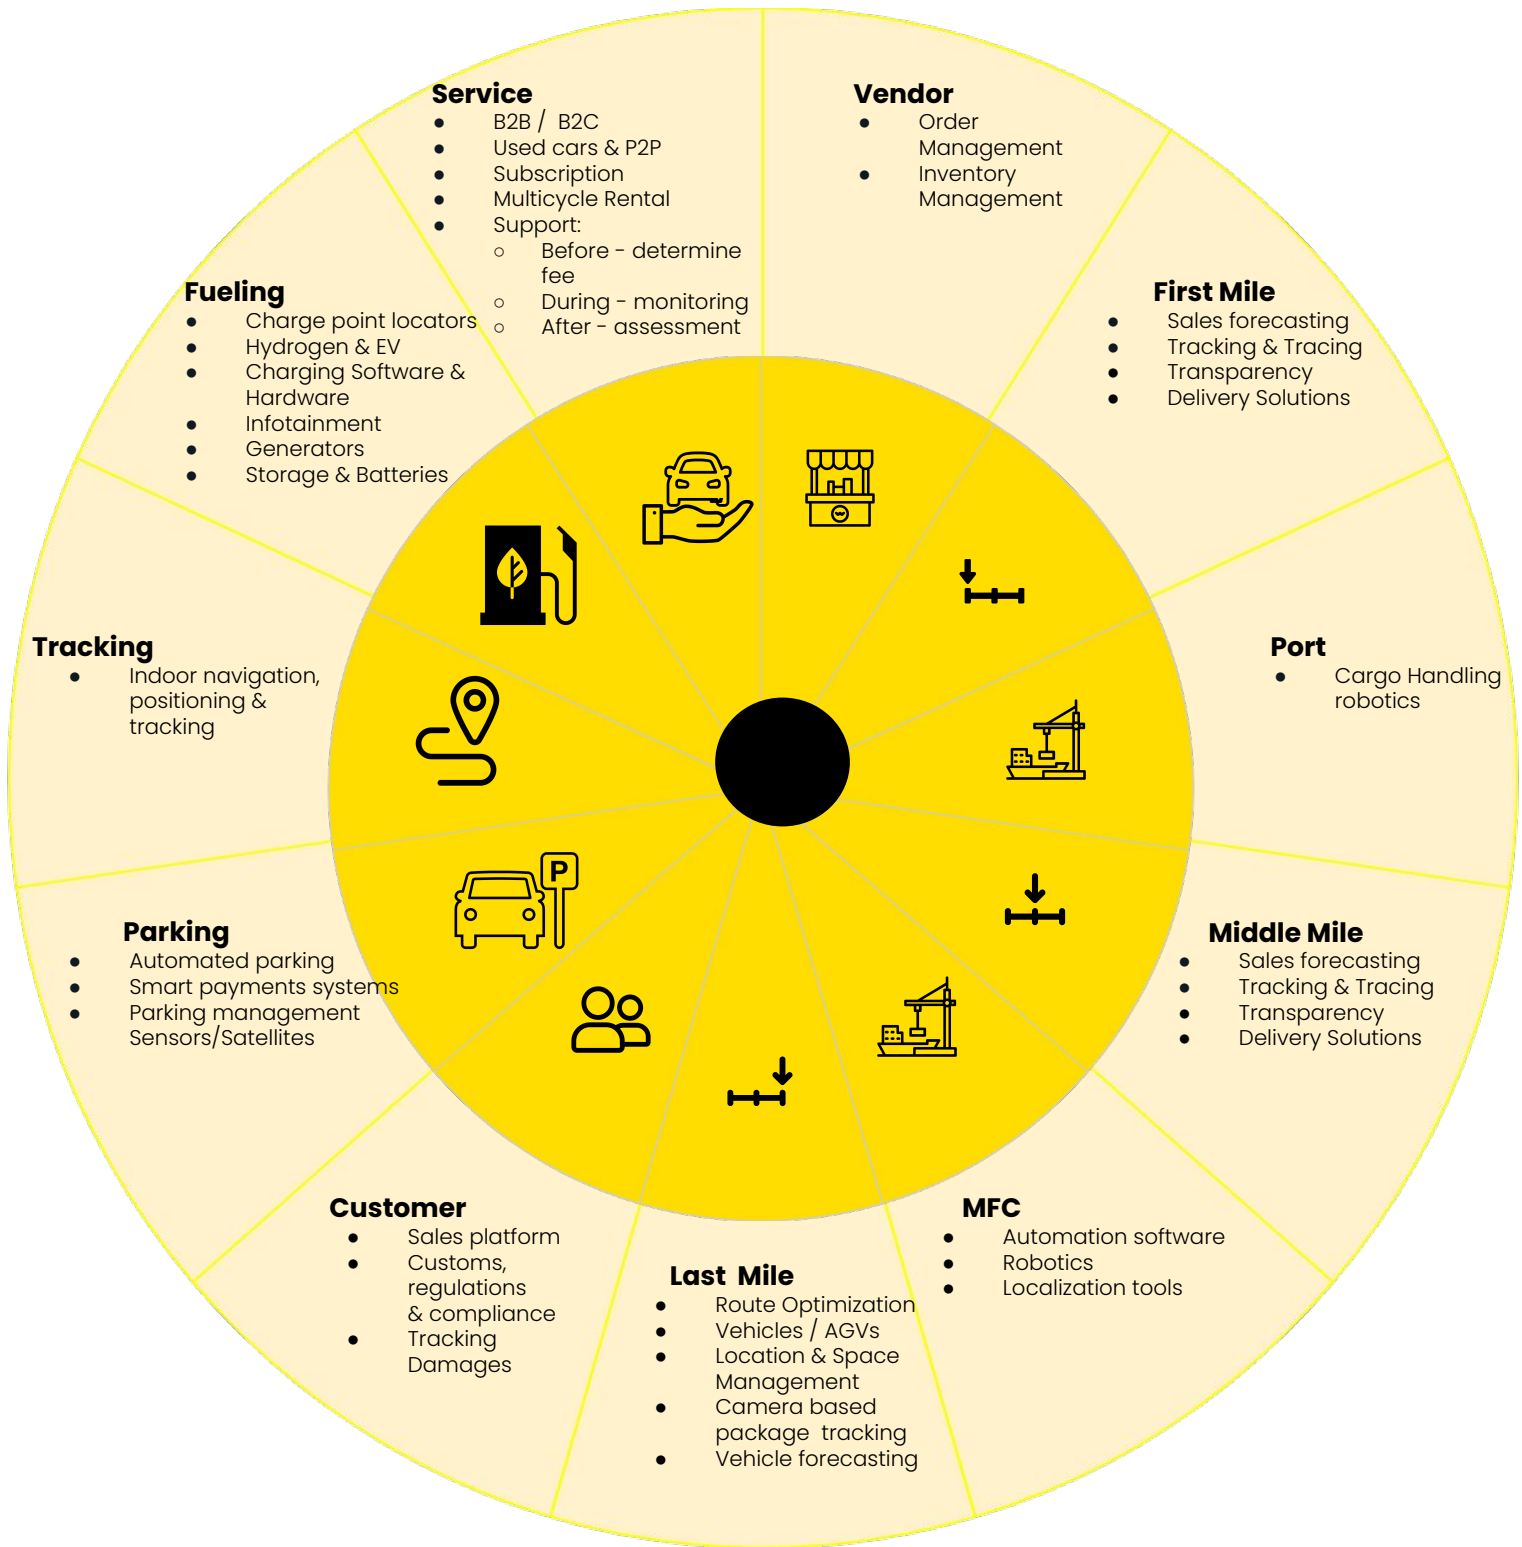 Service
● B2B / B2C
● Used cars & P2P
● Subscription
● Multicycle Rental
● Support:
○ Before - determine
fee
○ During - monitoring
○ After - assessment
Vendor
● Order
Management
● Inventory
Management
First Mile
● Sales forecasting
● Tracking & Tracing
● Transparency
● Delivery Solutions
Port
● Cargo Handling
robotics
Middle Mile
● Sales forecasting
● Tracking & Tracing
● Transparency
● Delivery Solutions
MFC
● Automation software
● Robotics
● Localization tools
Last Mile
● Route Optimization
● Vehicles / AGVs
● Location & Space
Management
● Camera based
package tracking
● Vehicle forecasting
Customer
● Sales platform
● Customs,
regulations
& compliance
● Tracking
Damages
Parking
● Automated parking
● Smart payments systems
● Parking management
Sensors/Satellites
Tracking
● Indoor navigation,
positioning &
tracking
Fueling
● Charge point locators
● Hydrogen & EV
● Charging Software &
Hardware
● Infotainment
● Generators
● Storage & Batteries
P